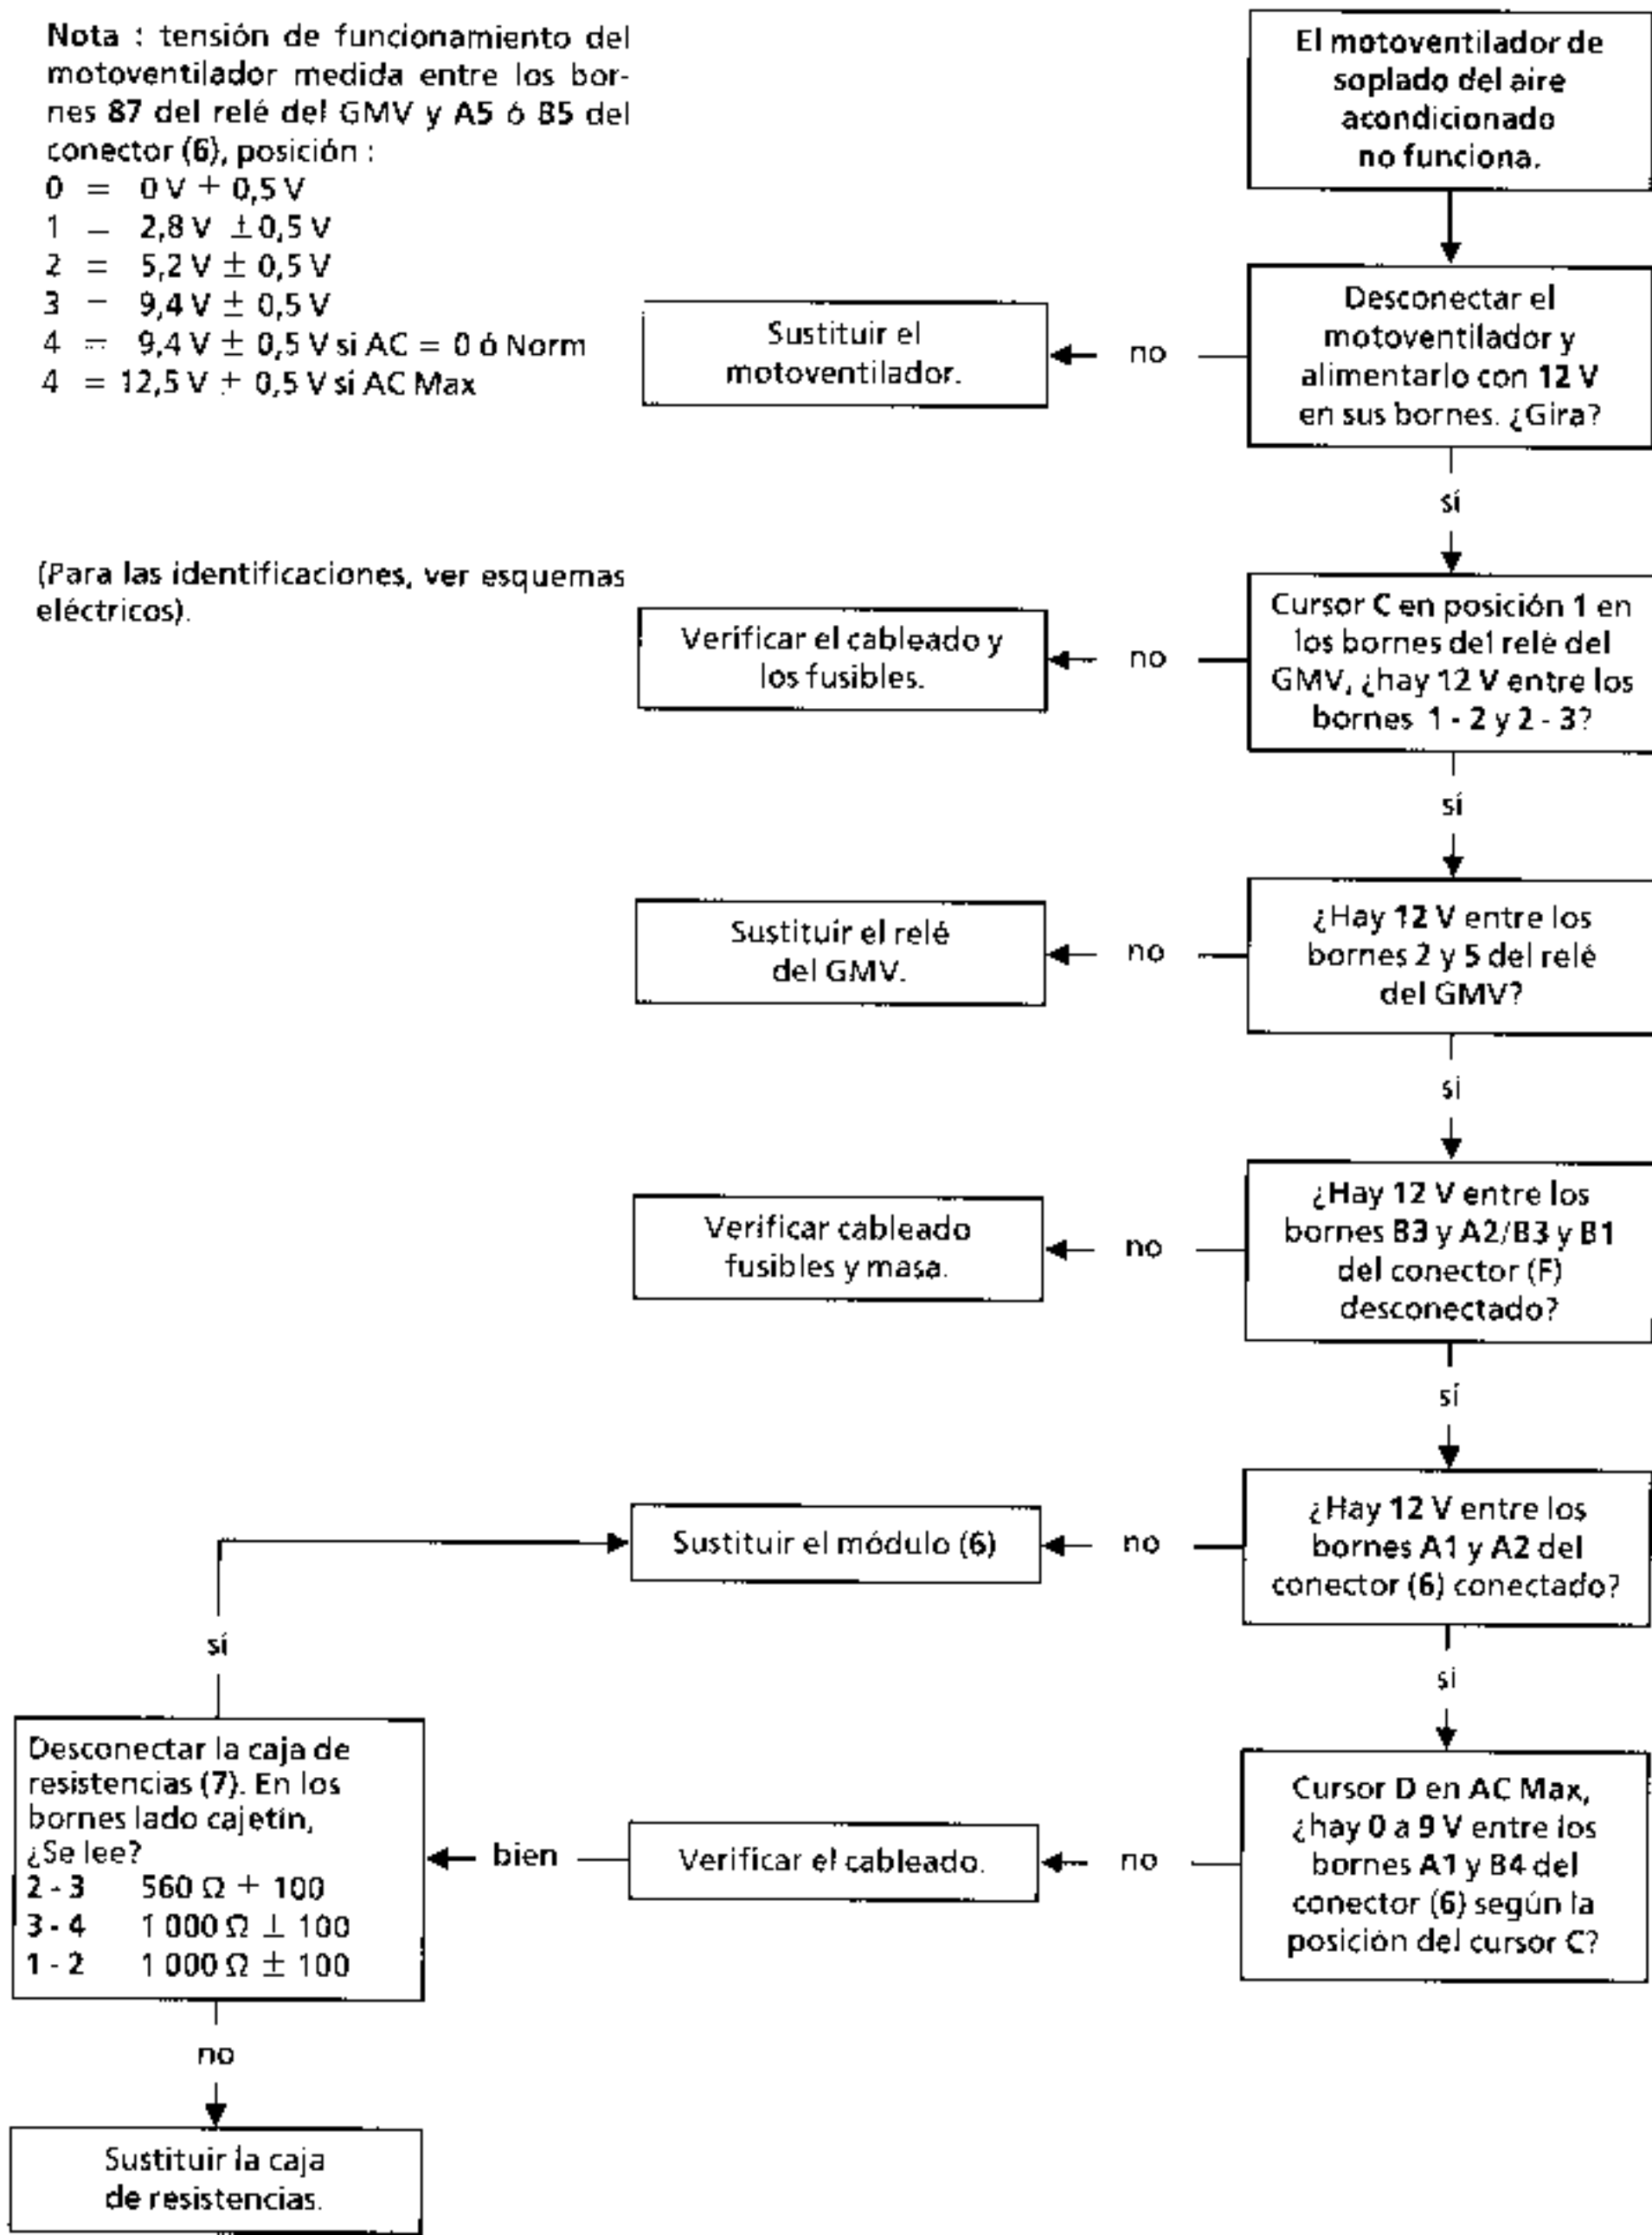 Nota : tensión de funcionamiento del
motoventilador medida entre los bor-
nes 87 del relé del GMV y A5 ó B5 del
conector (6), posición :
0 = 0 V + 0,5 V
1 – 2,8 V ± 0,5 V
2 = 5,2 V ± 0,5 V
3 – 9,4 V ± 0,5 V
4 = 9,4 V ± 0,5 V si AC = 0 ó Norm
4 = 12,5 V + 0,5 V si AC Max
(Para las identificaciones, ver esquemas
eléctricos).
El motoventilador de
soplado del aire
acondicionado
no funciona.
Desconectar el
motoventilador y
alimentarlo con 12 V
en sus bornes. ¿Gira?
no
Sustituir el
motoventilador.
sí
Cursor C en posición 1 en
los bornes del relé del
GMV, ¿hay 12 V entre los
bornes 1 - 2 y 2 - 3?
no
Verificar el cableado y
los fusibles.
sí
¿Hay 12 V entre los
bornes 2 y 5 del relé
del GMV?
no
Sustituir el relé
del GMV.
si
¿Hay 12 V entre los
bornes B3 y A2/B3 y B1
del conector (F)
desconectado?
no
Verificar cableado
fusibles y masa.
sí
¿Hay 12 V entre los
bornes A1 y A2 del
conector (6) conectado?
no
Sustituir el módulo (6)
si
Cursor D en AC Max,
¿hay 0 a 9 V entre los
bornes A1 y B4 del
conector (6) según la
posición del cursor C?
no
Verificar el cableado.
bien
Desconectar la caja de
resistencias (7). En los
bornes lado cajetín,
¿Se lee?
2 - 3 560 Ω + 100
3 - 4 1 000 Ω ⊥ 100
1 - 2 1 000 Ω ± 100
sí
no
Sustituir la caja
de resistencias.